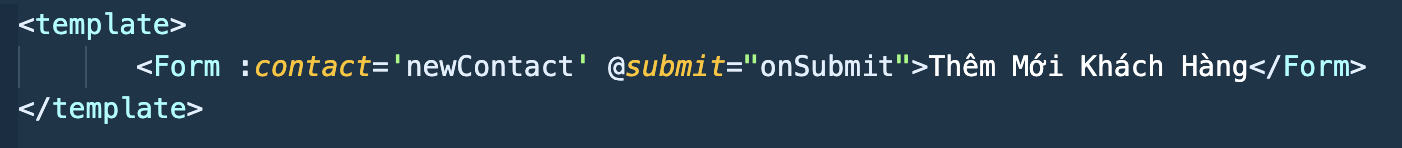 <template>
<Form :contact='newContact' @submit="onSubmit">Thêm Mới Khách Hàng</Form>
</template>